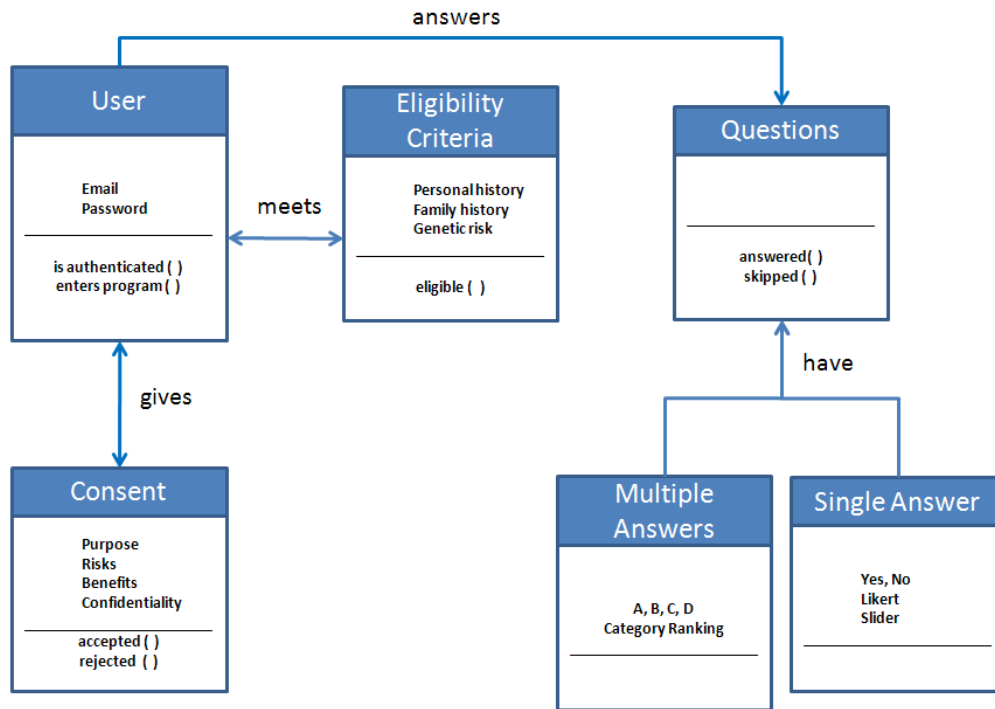 answers
User
Email
Password
is authenticated ( )
enters program ( )
meets
Eligibility
Criteria
Personal history
Family history
Genetic risk
eligible ( )
Questions
answered( )
skipped ( )
gives
have
Consent
Purpose
Risks
Benefits
Confidentiality
accepted ( )
rejected ( )
Multiple
Answers
A, B, C, D
Category Ranking
Single Answer
Yes, No
Likert
Slider